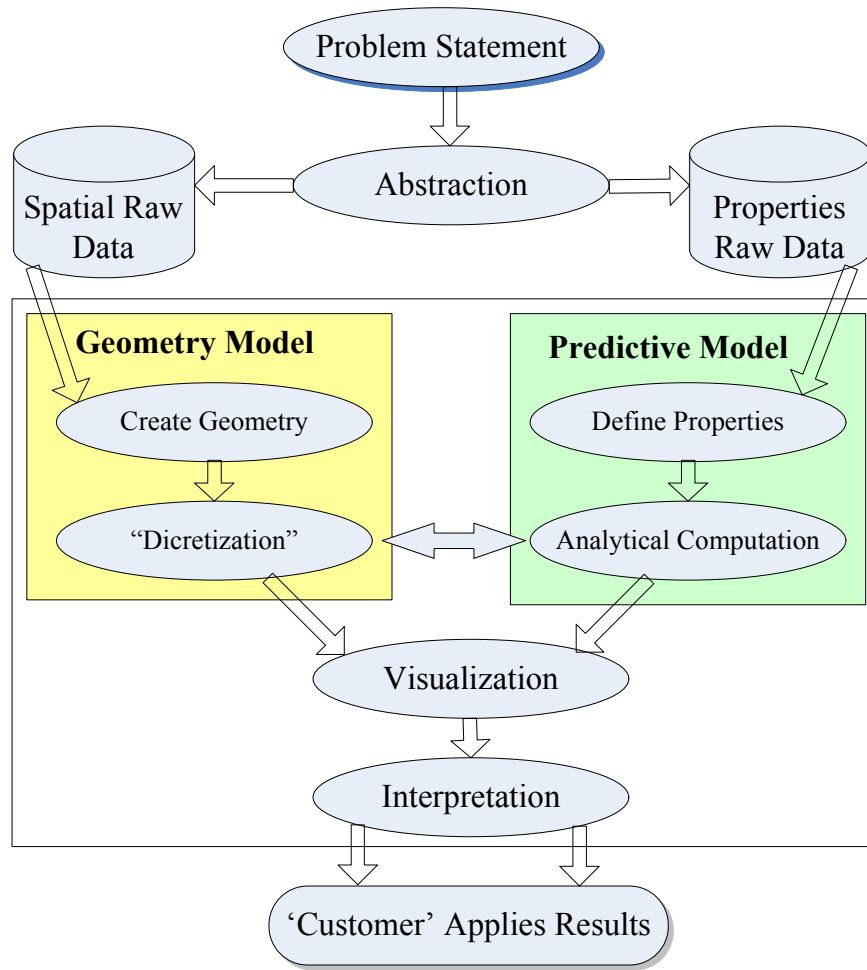 Problem Statement
Abstraction
Spatial Raw
Data
Properties
Raw Data
Geometry Model
Create Geometry
“Dicretization”
Predictive Model
Define Properties
Analytical Computation
Visualization
Interpretation
‘Customer’ Applies Results